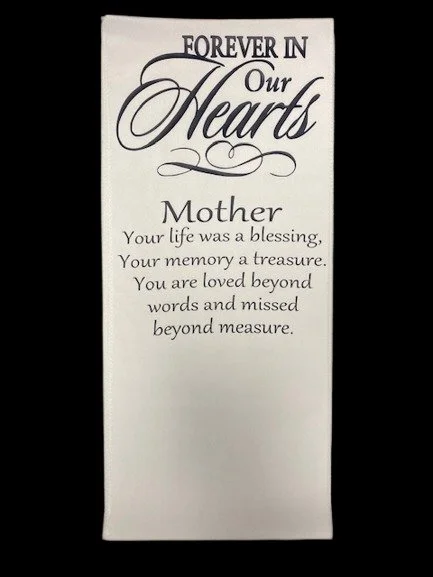 FOREVER IN
Our
Hearts
Mother
Your life was a blessing,
Your memory a treasure.
You are loved beyond
words and missed
beyond measure.